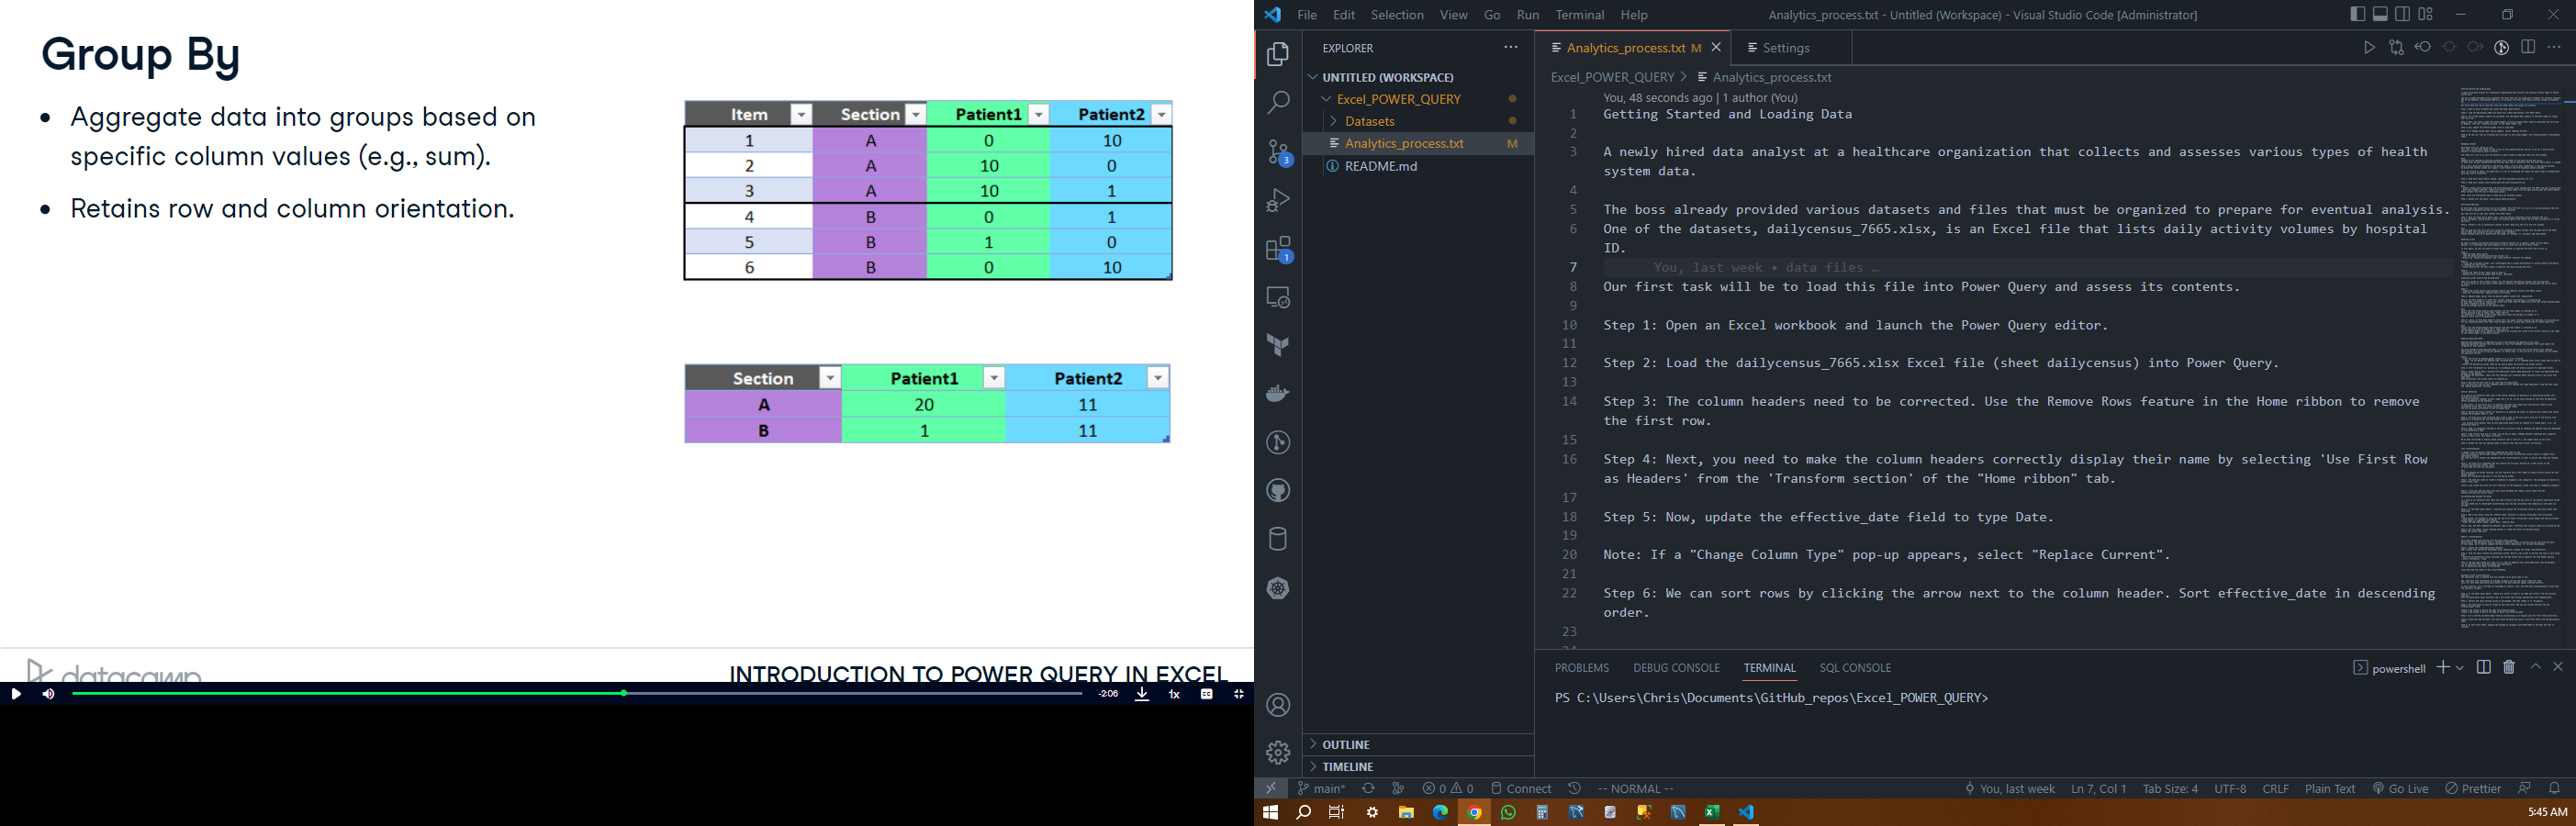 Group By
Aggregate data into groups based on
specific column values (e.g., sum).
Retains row and column orientation.
Item Section Patient1 Patient2
1 A 0 10
2 A 10 0
3 A 10 1
4 B 0 1
5 B 1 0
6 B 0 10
Section Patient1 Patient2
A 20 11
B 1 11
datacamp
INTRODUCTION TO POWER QUERY IN EXCEL
-2:06
1x
CC
File Edit Selection View Go Run Terminal Help
Analytics_process.txt - Untitled (Workspace) - Visual Studio Code [Administrator]
EXPLORER
UNTITLED (WORKSPACE)
Excel_POWER_QUERY
Datasets
Analytics_process.txt M
README.md
3
1
OUTLINE
TIMELINE
Analytics_process.txt M
Settings
Excel_POWER_QUERY > Analytics_process.txt
You, 48 seconds ago | 1 author (You)
1 Getting Started and Loading Data
2
3 A newly hired data analyst at a healthcare organization that collects and assesses various types of health
system data.
4
5 The boss already provided various datasets and files that must be organized to prepare for eventual analysis.
6 One of the datasets, dailycensus_7665.xlsx, is an Excel file that lists daily activity volumes by hospital
ID.
7 You, last week • data files …
8 Our first task will be to load this file into Power Query and assess its contents.
9
10 Step 1: Open an Excel workbook and launch the Power Query editor.
11
12 Step 2: Load the dailycensus_7665.xlsx Excel file (sheet dailycensus) into Power Query.
13
14 Step 3: The column headers need to be corrected. Use the Remove Rows feature in the Home ribbon to remove
the first row.
15
16 Step 4: Next, you need to make the column headers correctly display their name by selecting 'Use First Row
as Headers' from the 'Transform section' of the "Home ribbon" tab.
17
18 Step 5: Now, update the effective_date field to type Date.
19
20 Note: If a "Change Column Type" pop-up appears, select "Replace Current".
21
22 Step 6: We can sort rows by clicking the arrow next to the column header. Sort effective_date in descending
order.
23
PROBLEMS DEBUG CONSOLE TERMINAL SQL CONSOLE
powershell
PS C:\Users\Chris\Documents\GitHub_repos\Excel_POWER_QUERY>
main* 0 0 Connect -- NORMAL --
You, last week Ln 7, Col 1 Tab Size: 4 UTF-8 CRLF Plain Text Go Live Prettier
5:45 AM